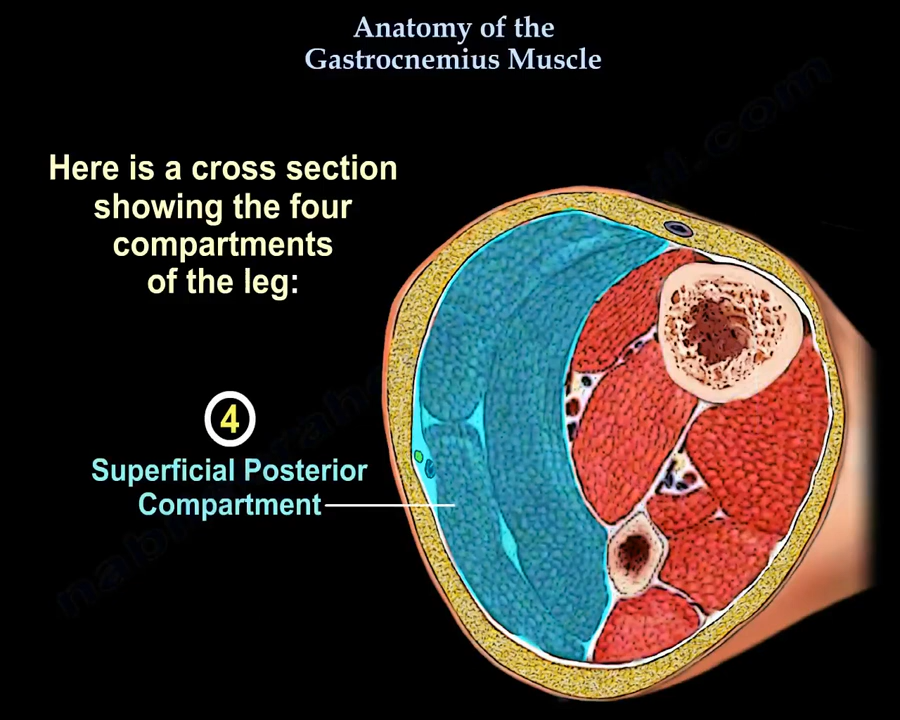 Anatomy of the
Gastrocnemius Muscle
Here is a cross section
showing the four
compartments
of the leg:
4
Superficial Posterior
Compartment